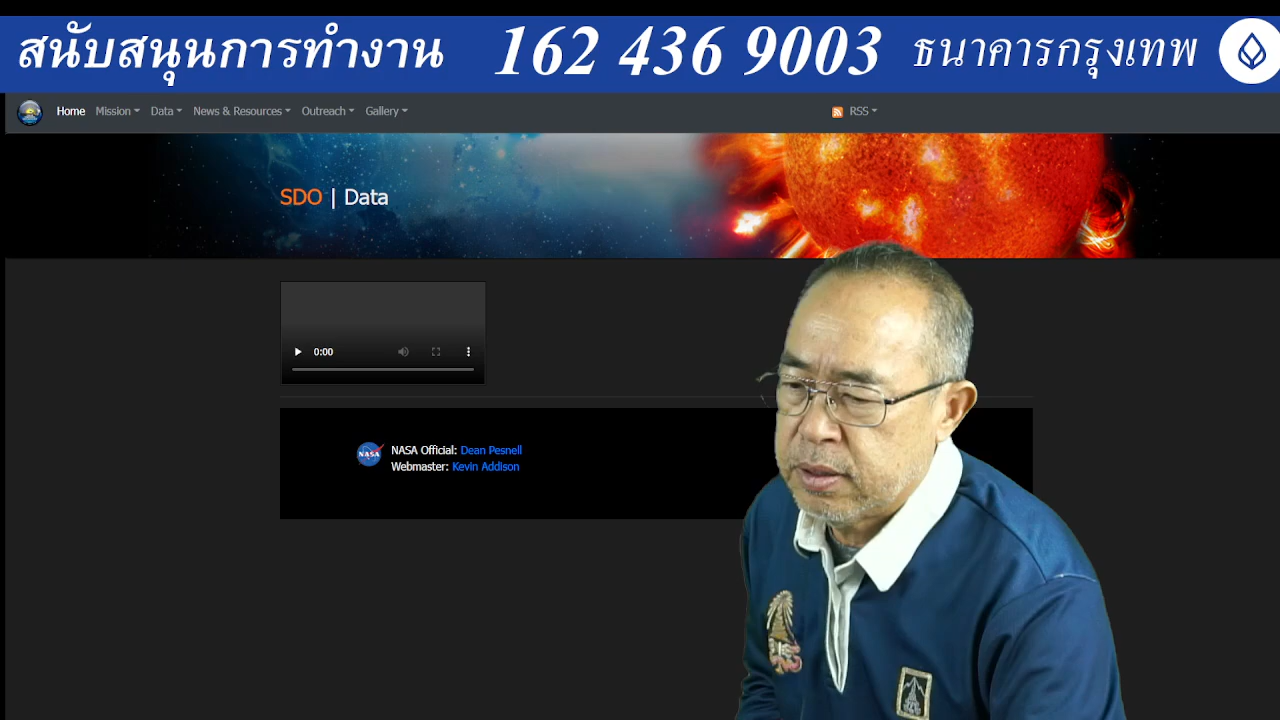 สนับสนุนการทำงาน 162 436 9003 ธนาคารกรุงเทพ
Home Mission Data News & Resources Outreach Gallery RSS
SDO | Data
0:00
NASA NASA Official: Dean Pesnell
Webmaster: Kevin Addison